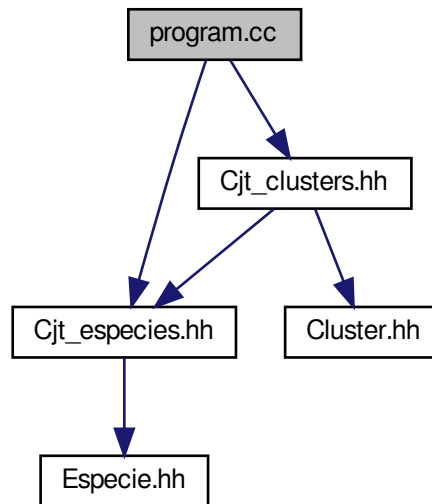 program.cc
Cjt_clusters.hh
Cjt_especies.hh
Cluster.hh
Especie.hh